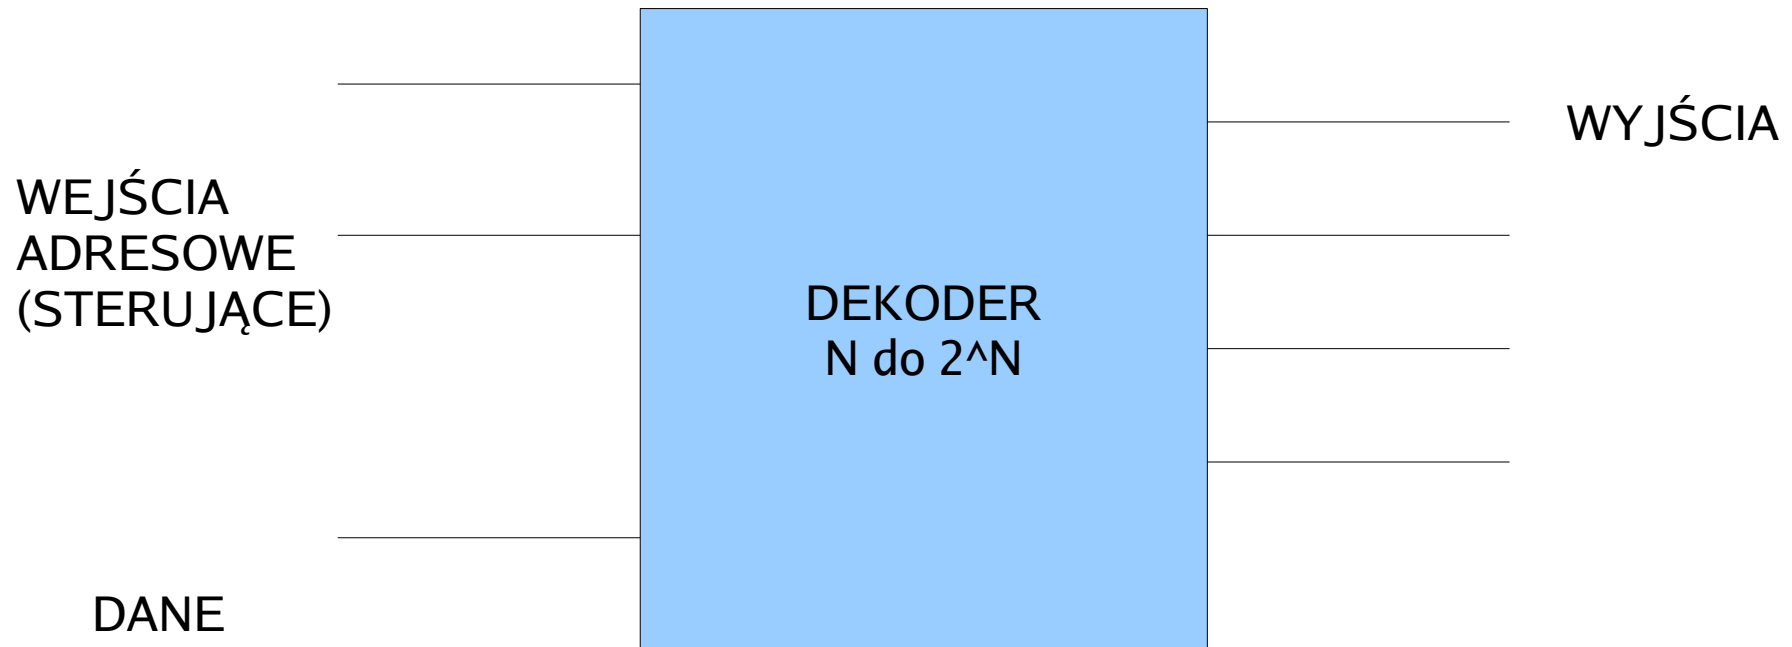 WEJŚCIA
ADRESOWE
(STERUJĄCE)
DANE
DEKODER
N do 2^N
WYJŚCIA